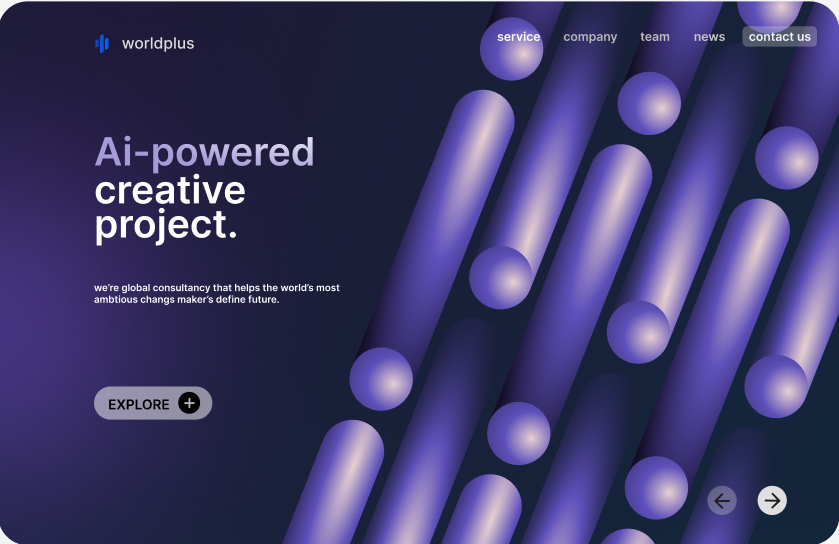 worldplus
service company team news contact us
Ai-powered
creative
project.
we're global consultancy that helps the world's most
ambtious changs maker's define future.
EXPLORE